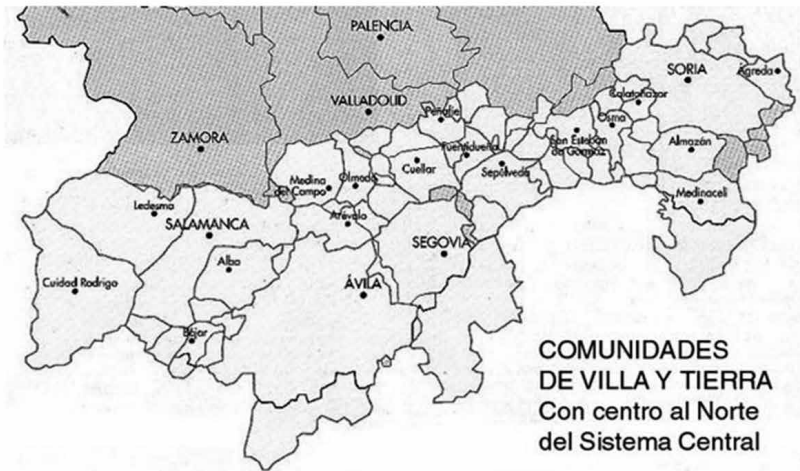 PALENCIA
SORIA
Ágreda
VALLADOLID
Calatañazor
Peñafiel
Osma
ZAMORA
San Esteban
de Gormaz
Almazán
Fuentidueña
Cuellar
Sepúlveda
Medina
del Campo
Olmedo
Medinaceli
Ledesma
SALAMANCA
Arévalo
SEGOVIA
Alba
Cuidad Rodrigo
ÁVILA
Béjar
COMUNIDADES
DE VILLA Y TIERRA
Con centro al Norte
del Sistema Central